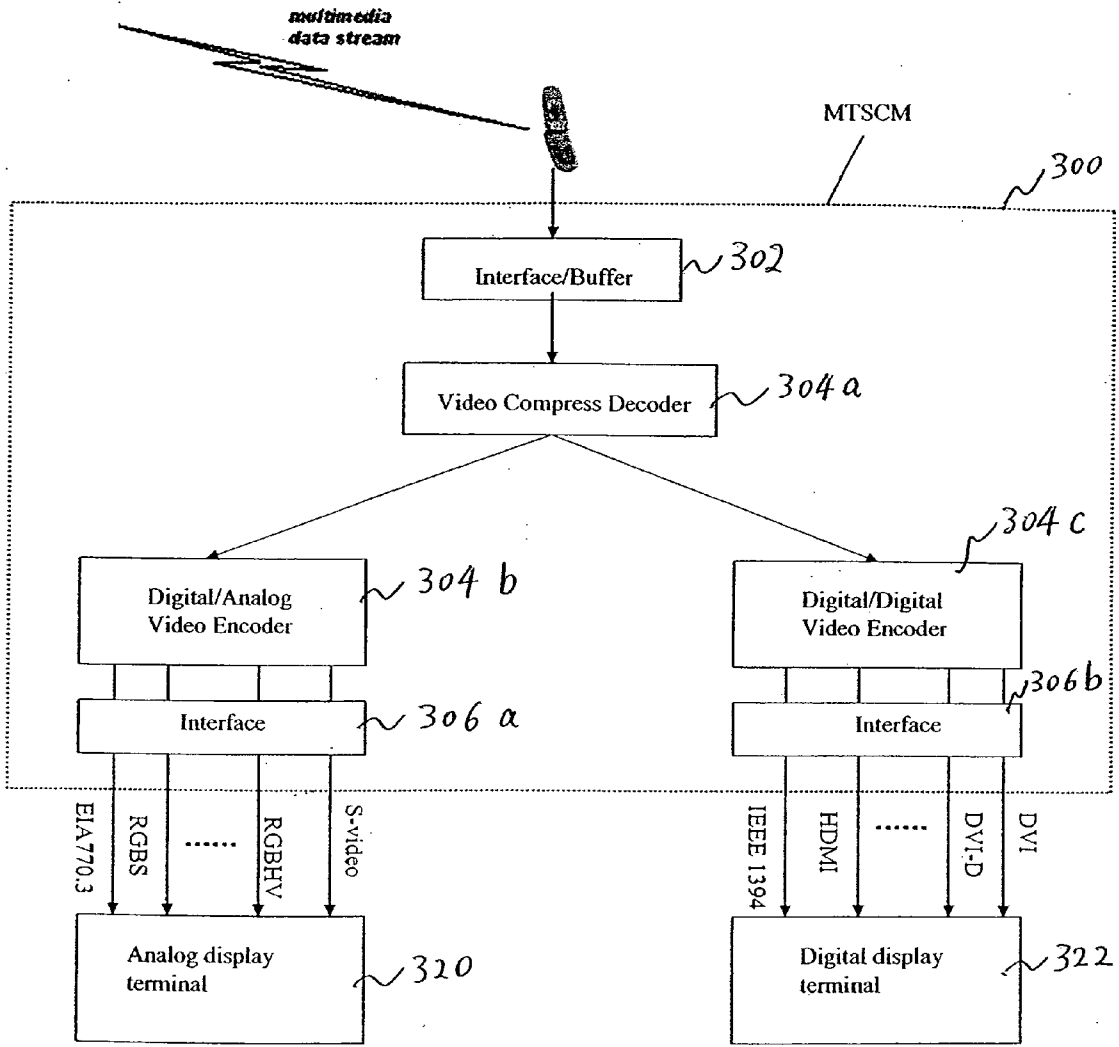 multimedia
data stream
MTSCM
300
Interface/Buffer
302
Video Compress Decoder
304a
Digital/Analog
Video Encoder
304 b
Digital/Digital
Video Encoder
304 c
Interface
306 a
Interface
306b
EIA770.3
RGBS
......
RGBHV
S-video
IEEE 1394
HDMI
......
DVI-D
DVI
Analog display
terminal
320
Digital display
terminal
322